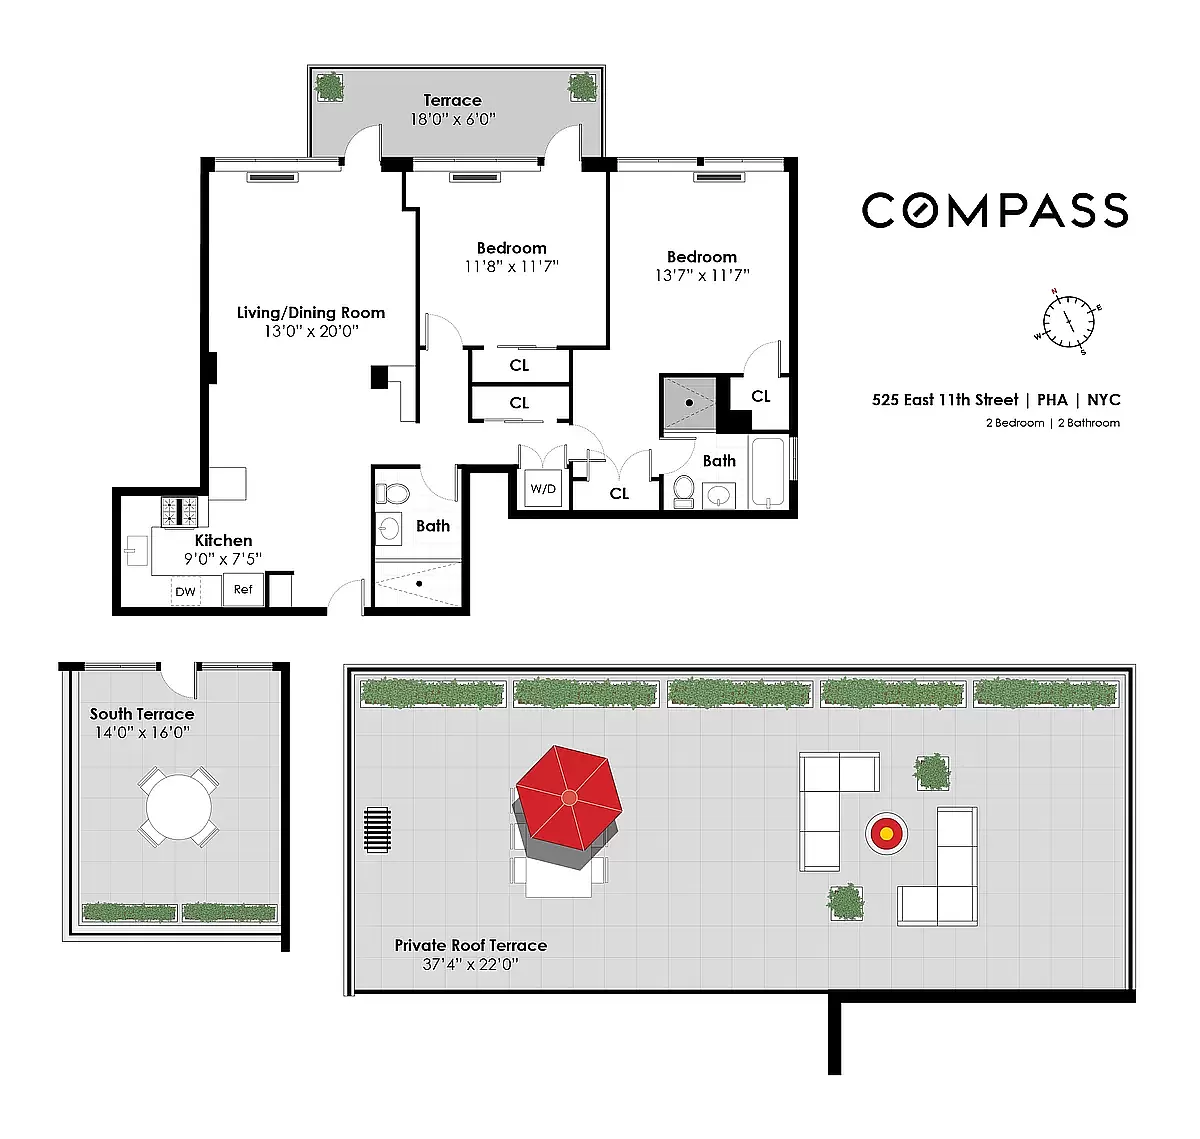 Terrace
18'0" x 6'0"
COMPASS
Bedroom
11'8" x 11'7"
Bedroom
13'7" x 11'7"
N
E
W
S
Living/Dining Room
13'0" x 20'0"
CL
CL
CL
525 East 11th Street | PHA | NYC
2 Bedroom | 2 Bathroom
Bath
W/D
CL
Bath
Kitchen
9'0" x 7'5"
DW
Ref
South Terrace
14'0" x 16'0"
Private Roof Terrace
37'4" x 22'0"